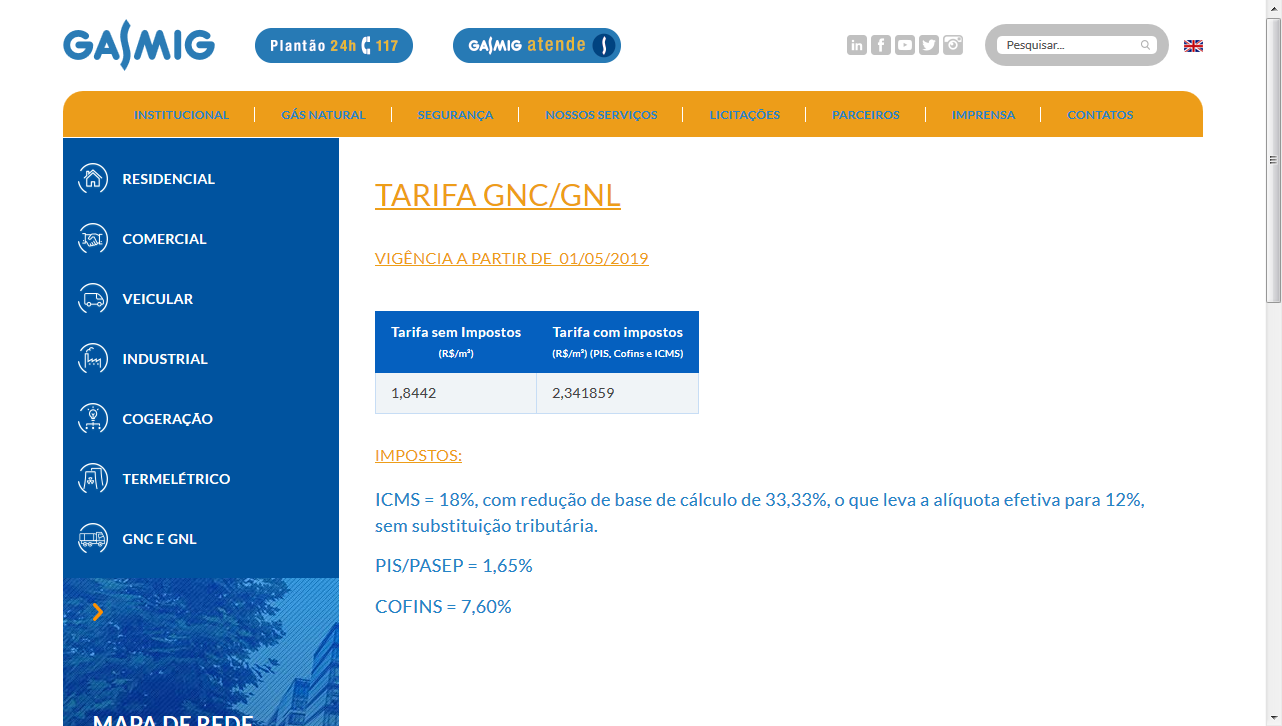 GASMIG
Plantão 24h 117
GASMIG atende
Pesquisar...
INSTITUCIONAL
GÁS NATURAL
SEGURANÇA
NOSSOS SERVIÇOS
LICITAÇÕES
PARCEIROS
IMPRENSA
CONTATOS
RESIDENCIAL
COMERCIAL
VEICULAR
INDUSTRIAL
COGERAÇÃO
TERMELÉTRICO
GNC E GNL
MAPA DE REDE
TARIFA GNC/GNL
VIGÊNCIA A PARTIR DE 01/05/2019
Tarifa sem Impostos
(R$/m³)
Tarifa com impostos
(R$/m³) (PIS, Cofins e ICMS)
1,8442
2,341859
IMPOSTOS:
ICMS = 18%, com redução de base de cálculo de 33,33%, o que leva a alíquota efetiva para 12%,
sem substituição tributária.
PIS/PASEP = 1,65%
COFINS = 7,60%